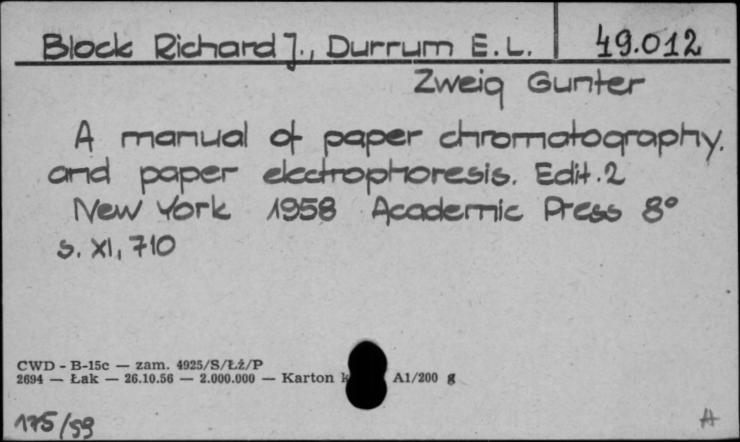 Block Richard J., Durrum E.L. 49.012
Zweig Gunter
A manual of paper chromatography.
and paper electrophoresis. Edit.2
New York 1958 Academic Press 8°
s. XI, 710
CWD - B-15c — zam. 4925/S/Łż/P
2694 — Łak — 26.10.56 — 2.000.000 — Karton A1/200 g
175/59 A